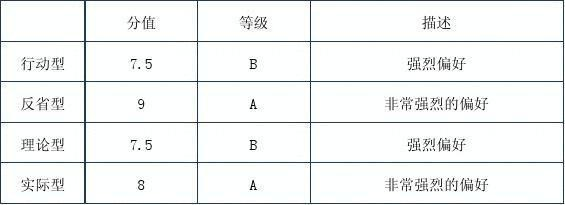 分值 等级 描述
行动型 7.5 B 强烈偏好
反省型 9 A 非常强烈的偏好
理论型 7.5 B 强烈偏好
实际型 8 A 非常强烈的偏好